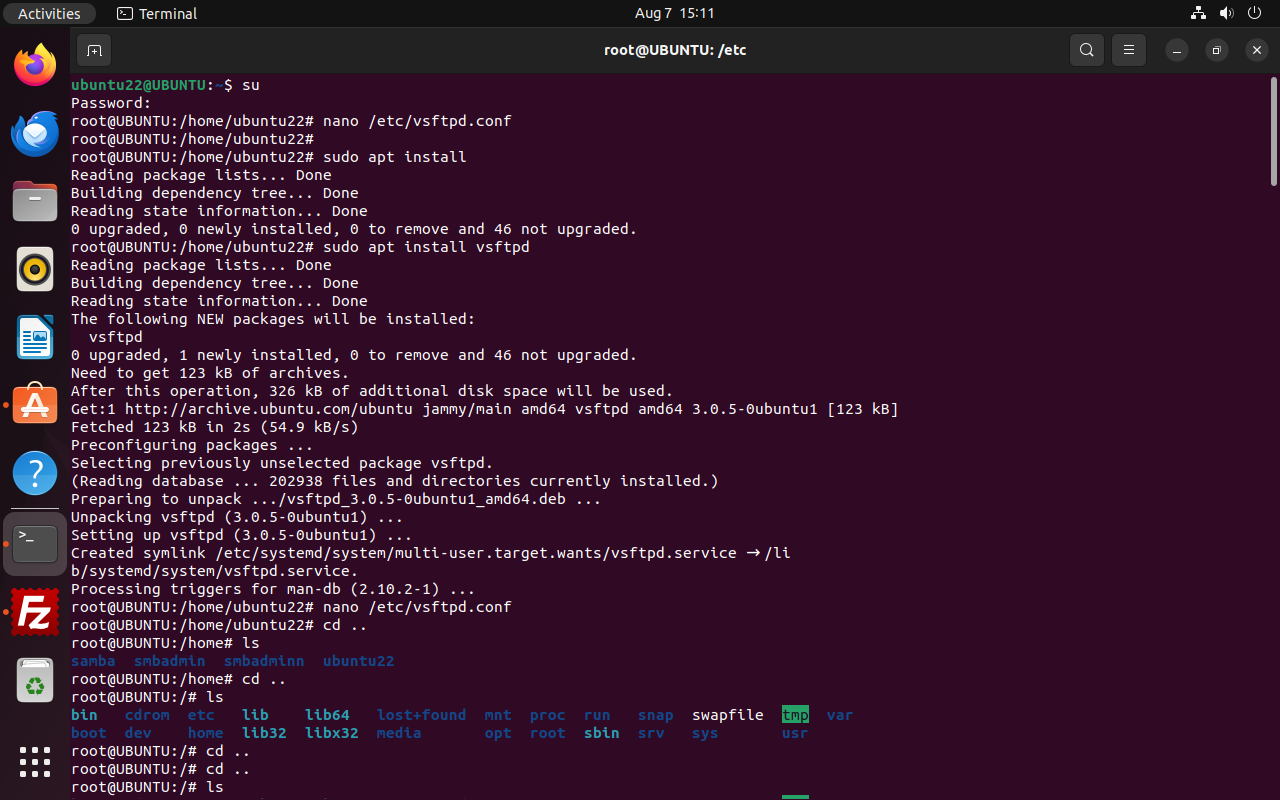 Activities
Terminal
Aug 7 15:11
root@UBUNTU: /etc
ubuntu22@UBUNTU:~$ su
Password:
root@UBUNTU:/home/ubuntu22# nano /etc/vsftpd.conf
root@UBUNTU:/home/ubuntu22#
root@UBUNTU:/home/ubuntu22# sudo apt install
Reading package lists... Done
Building dependency tree... Done
Reading state information... Done
0 upgraded, 0 newly installed, 0 to remove and 46 not upgraded.
root@UBUNTU:/home/ubuntu22# sudo apt install vsftpd
Reading package lists... Done
Building dependency tree... Done
Reading state information... Done
The following NEW packages will be installed:
  vsftpd
0 upgraded, 1 newly installed, 0 to remove and 46 not upgraded.
Need to get 123 kB of archives.
After this operation, 326 kB of additional disk space will be used.
Get:1 http://archive.ubuntu.com/ubuntu jammy/main amd64 vsftpd amd64 3.0.5-0ubuntu1 [123 kB]
Fetched 123 kB in 2s (54.9 kB/s)
Preconfiguring packages ...
Selecting previously unselected package vsftpd.
(Reading database ... 202938 files and directories currently installed.)
Preparing to unpack .../vsftpd_3.0.5-0ubuntu1_amd64.deb ...
Unpacking vsftpd (3.0.5-0ubuntu1) ...
Setting up vsftpd (3.0.5-0ubuntu1) ...
Created symlink /etc/systemd/system/multi-user.target.wants/vsftpd.service → /li
b/systemd/system/vsftpd.service.
Processing triggers for man-db (2.10.2-1) ...
root@UBUNTU:/home/ubuntu22# nano /etc/vsftpd.conf
root@UBUNTU:/home/ubuntu22# cd ..
root@UBUNTU:/home# ls
samba  smbadmin  smbadminn  ubuntu22
root@UBUNTU:/home# cd ..
root@UBUNTU:/# ls
bin   cdrom  etc   lib    lib64   lost+found  mnt  proc  run   snap  swapfile  tmp  var
boot  dev    home  lib32  libx32  media       opt  root  sbin  srv   sys       usr
root@UBUNTU:/# cd ..
root@UBUNTU:/# cd ..
root@UBUNTU:/# ls